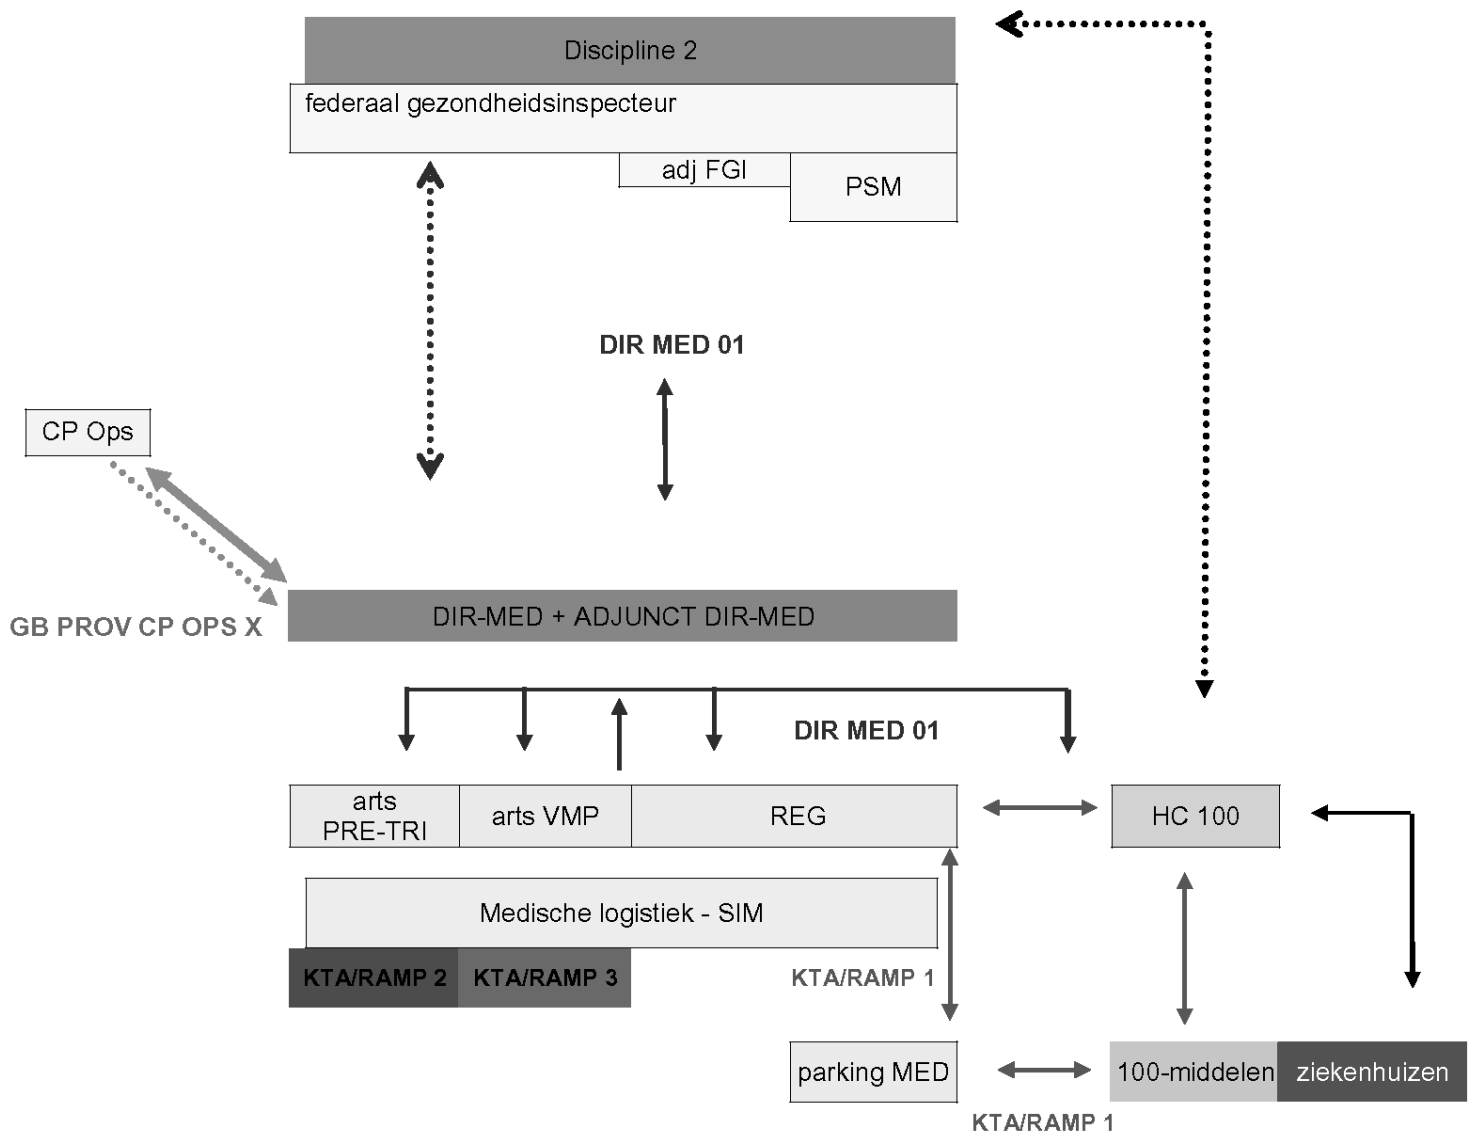 Discipline 2
federaal gezondheidsinspecteur
adj FGI
PSM
DIR MED 01
CP Ops
GB PROV CP OPS X
DIR-MED + ADJUNCT DIR-MED
DIR MED 01
arts
PRE-TRI
arts VMP
REG
HC 100
Medische logistiek - SIM
KTA/RAMP 2
KTA/RAMP 3
KTA/RAMP 1
parking MED
100-middelen
ziekenhuizen
KTA/RAMP 1